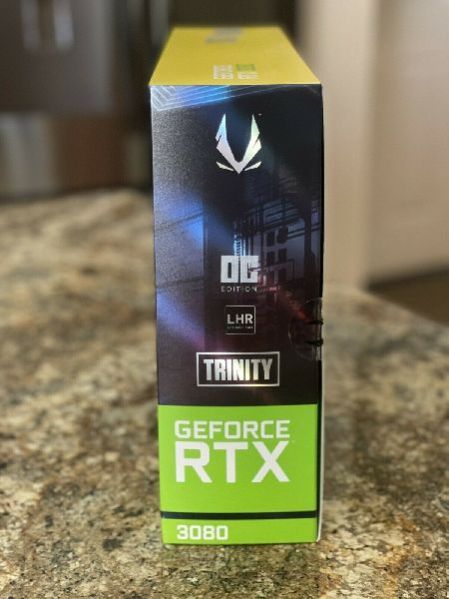 OC
EDITION
LHR
TRINITY
GEFORCE
RTX
3080